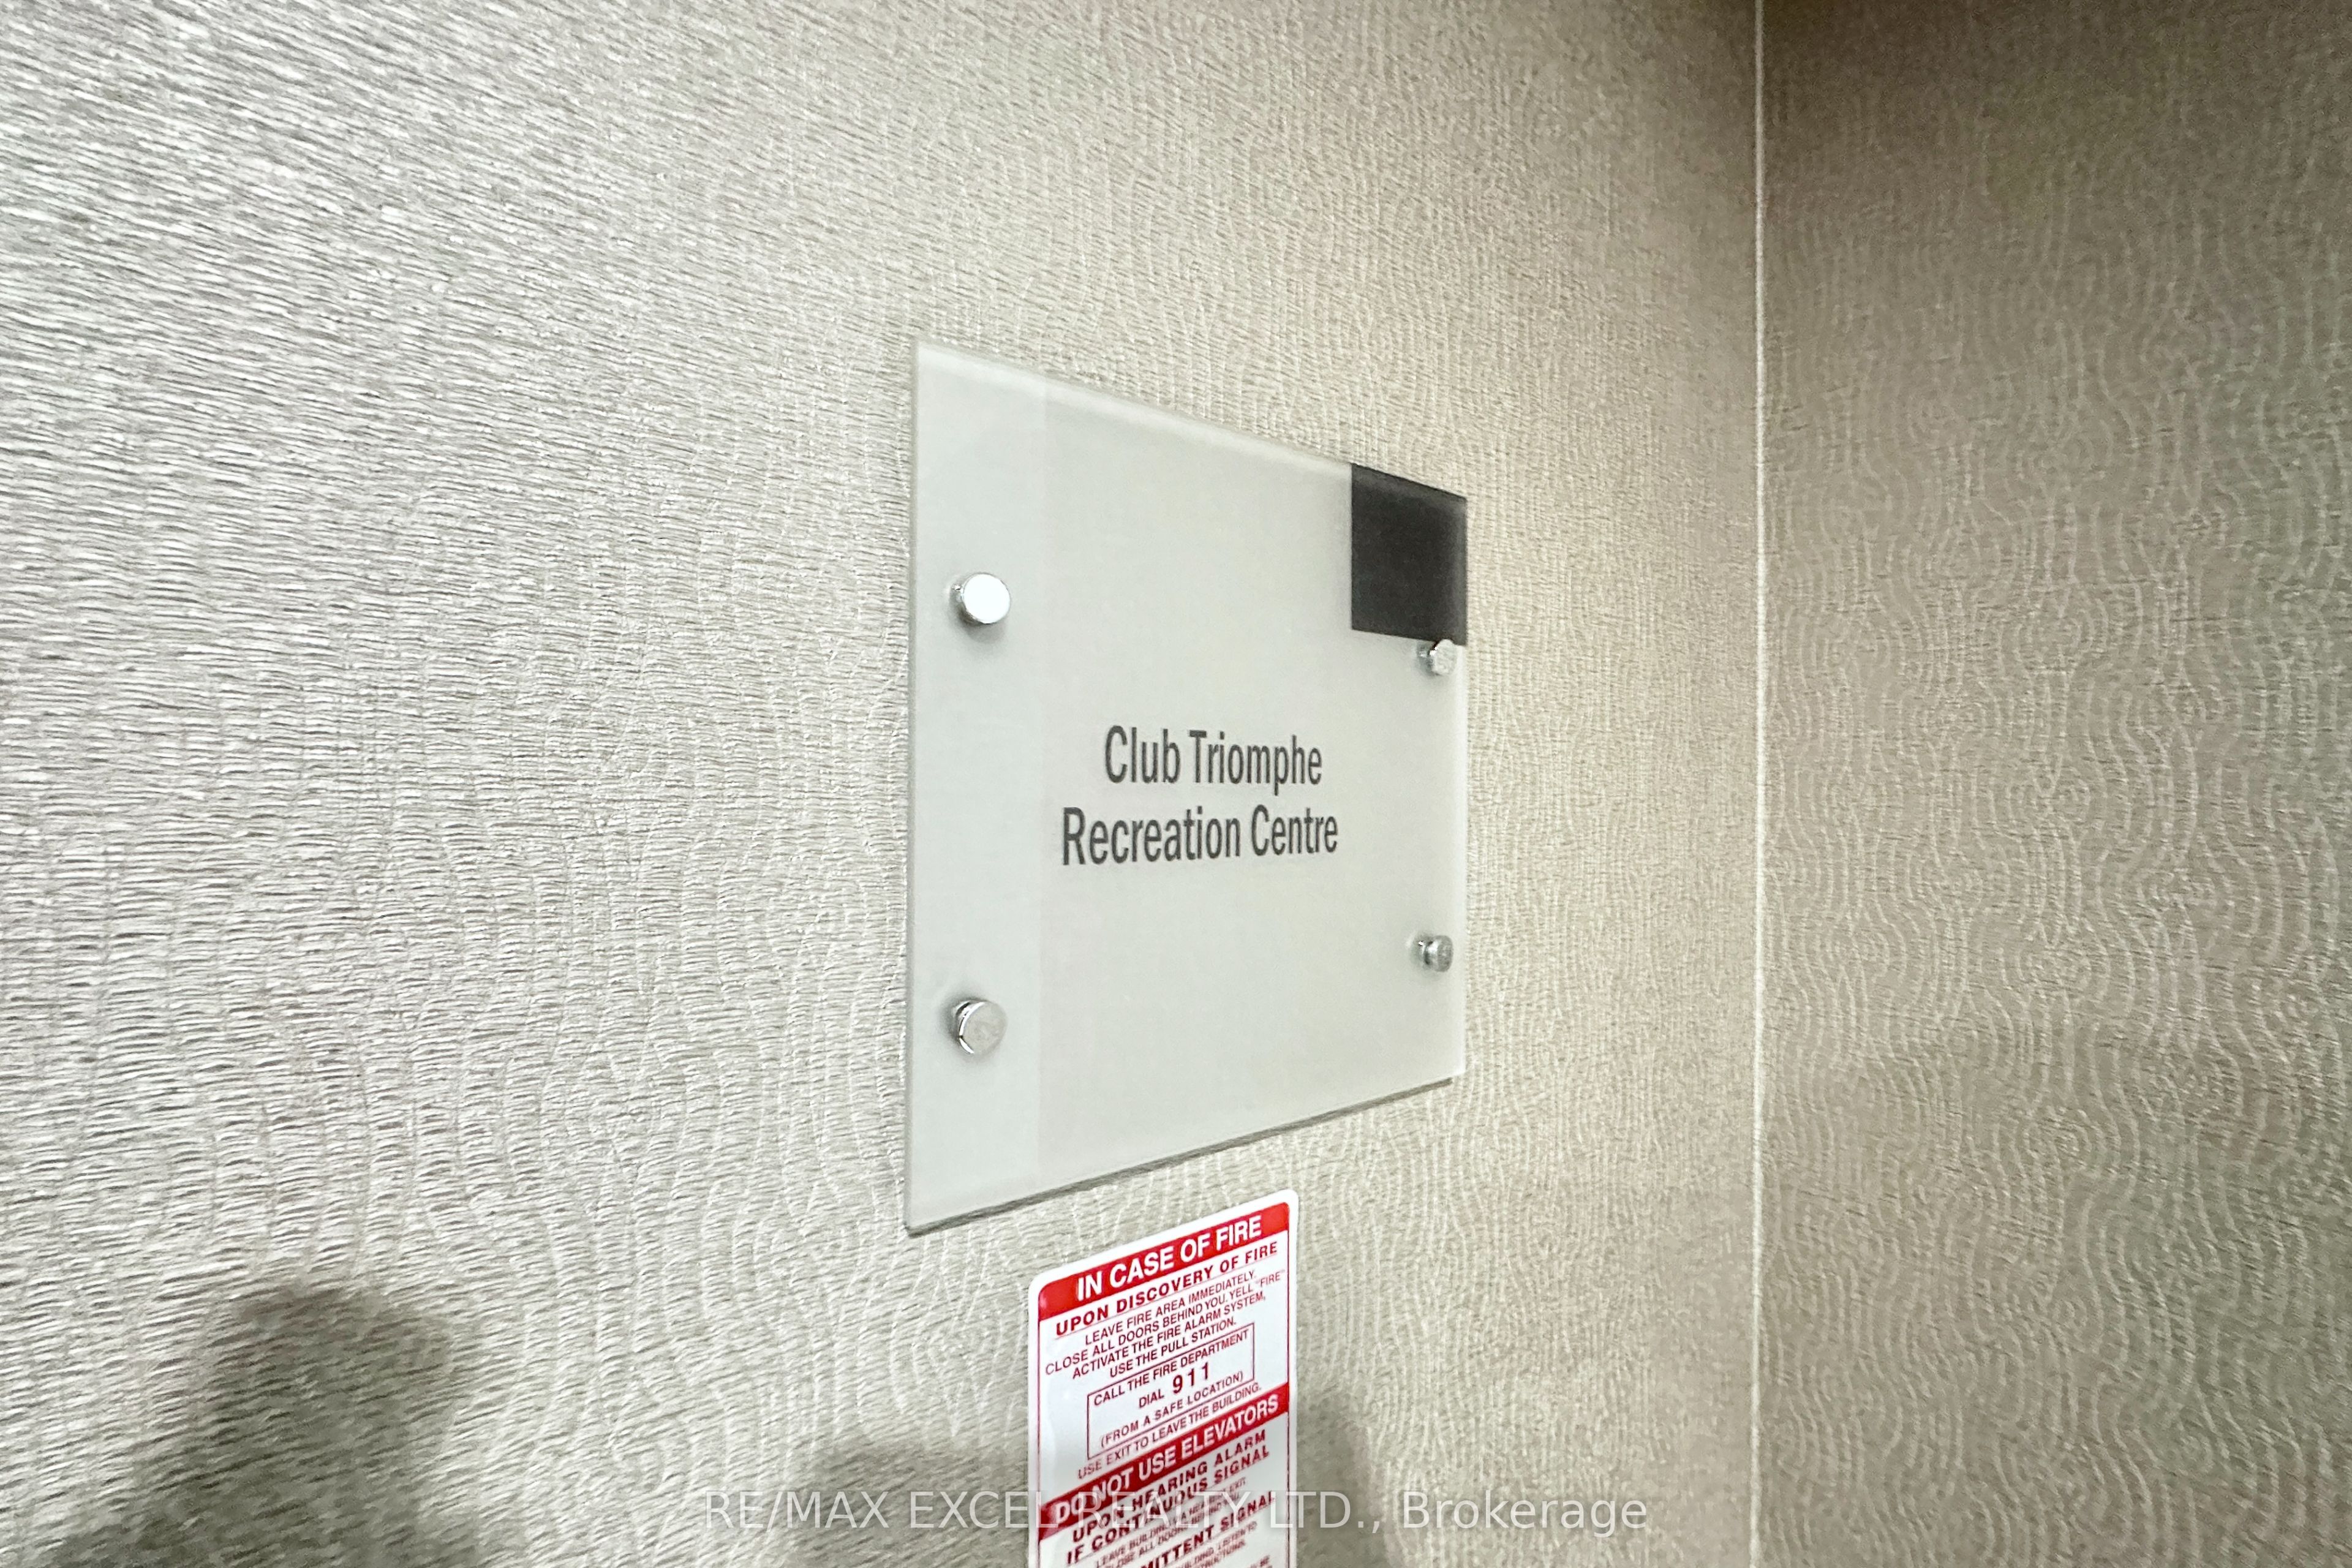 Club Triomphe
Recreation Centre
IN CASE OF FIRE
UPON DISCOVERY OF FIRE
LEAVE FIRE AREA IMMEDIATELY
CLOSE ALL DOORS BEHIND YOU. YELL "FIRE"
ACTIVATE THE FIRE ALARM SYSTEM,
USE THE PULL STATION.
CALL THE FIRE DEPARTMENT
DIAL 911
(FROM A SAFE LOCATION)
USE EXIT TO LEAVE THE BUILDING.
DO NOT USE ELEVATORS
UPON HEARING ALARM
IF CONTINUOUS SIGNAL
RE/MAX EXCEL REALTY LTD., Brokerage